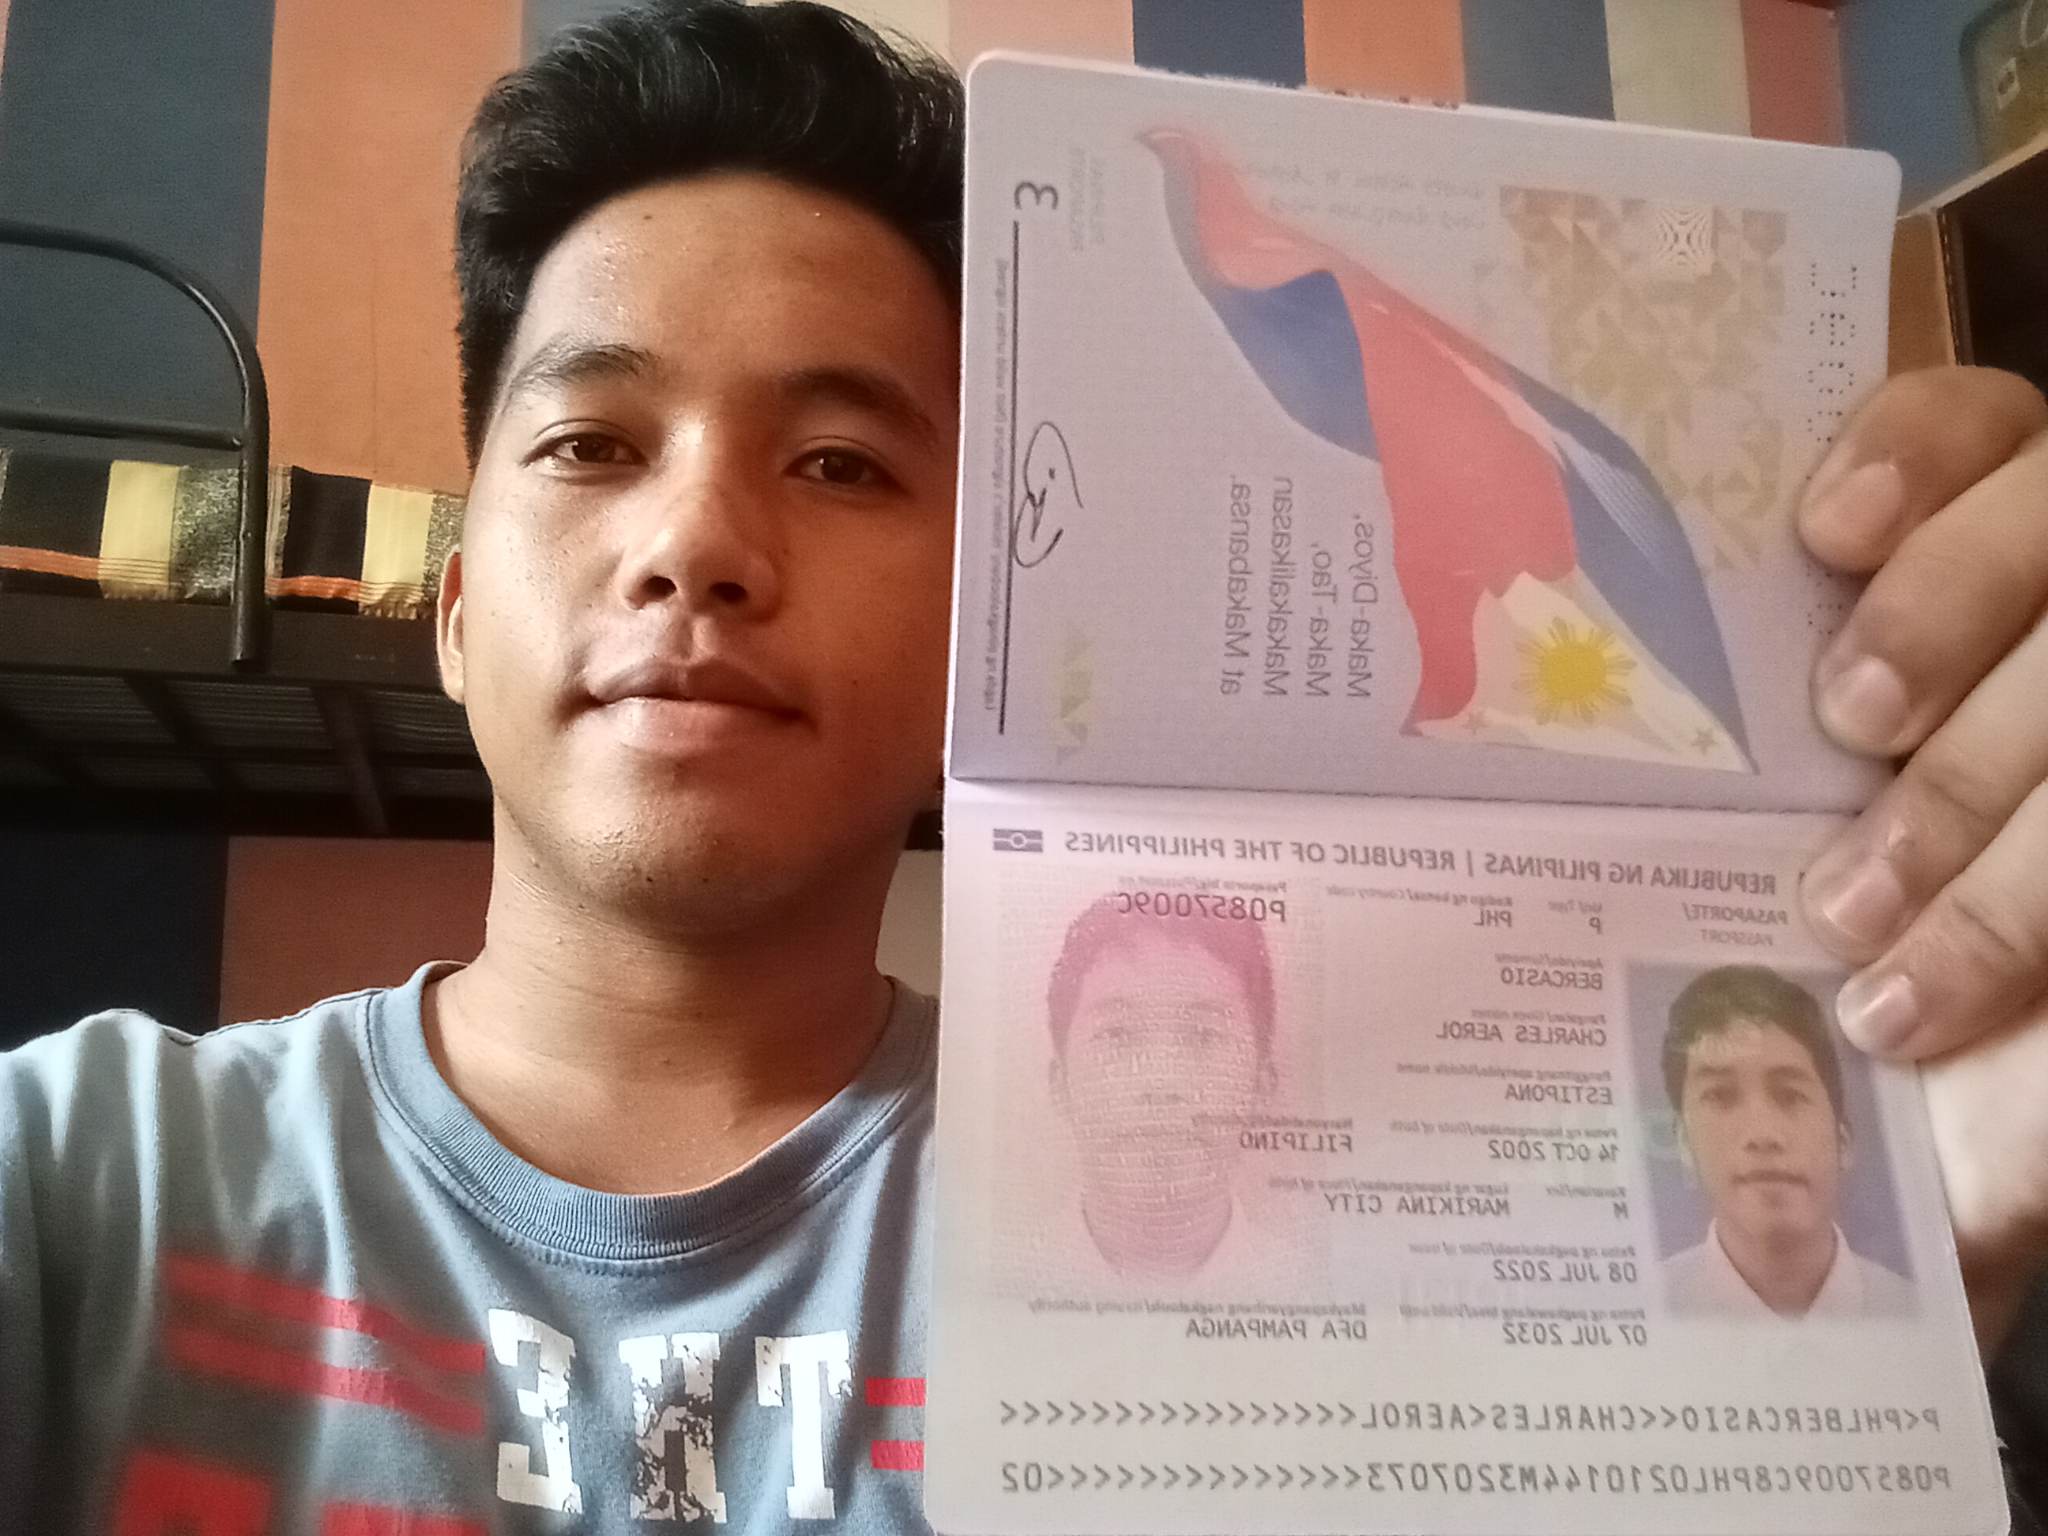 3
Maka-Diyos,
Maka-Tao,
Makakalikasan
at Makabansa.
REPUBLIKA NG PILIPINAS | REPUBLIC OF THE PHILIPPINES
PASAPORTE/
PASSPORT
Uri/Type
P
Kodigo ng bansa/Country code
PHL
Pasaporte blg/Passport no.
P0857009C
Apelyido/Surname
BERCASIO
Pangalan/Given names
CHARLES AEROL
Panggitnang apelyido/Middle name
ESTIPONA
Petsa ng kapanganakan/Date of birth
14 OCT 2002
Nasyonalidad/Nationality
FILIPINO
Kasarian/Sex
M
Lugar ng kapanganakan/Place of birth
MARIKINA CITY
Petsa ng pagkakaloob/Date of issue
08 JUL 2022
Petsa ng pagkawalang bisa/Valid until
07 JUL 2032
Maykapangyarihang nagkaloob/Issuing authority
DFA PAMPANGA
P<PHLBERCASIO<<CHARLES<AEROL<<<<<<<<<<<<<<<<
P0857009C8PHL0210144M3207073<<<<<<<<<<<<<<02
THE